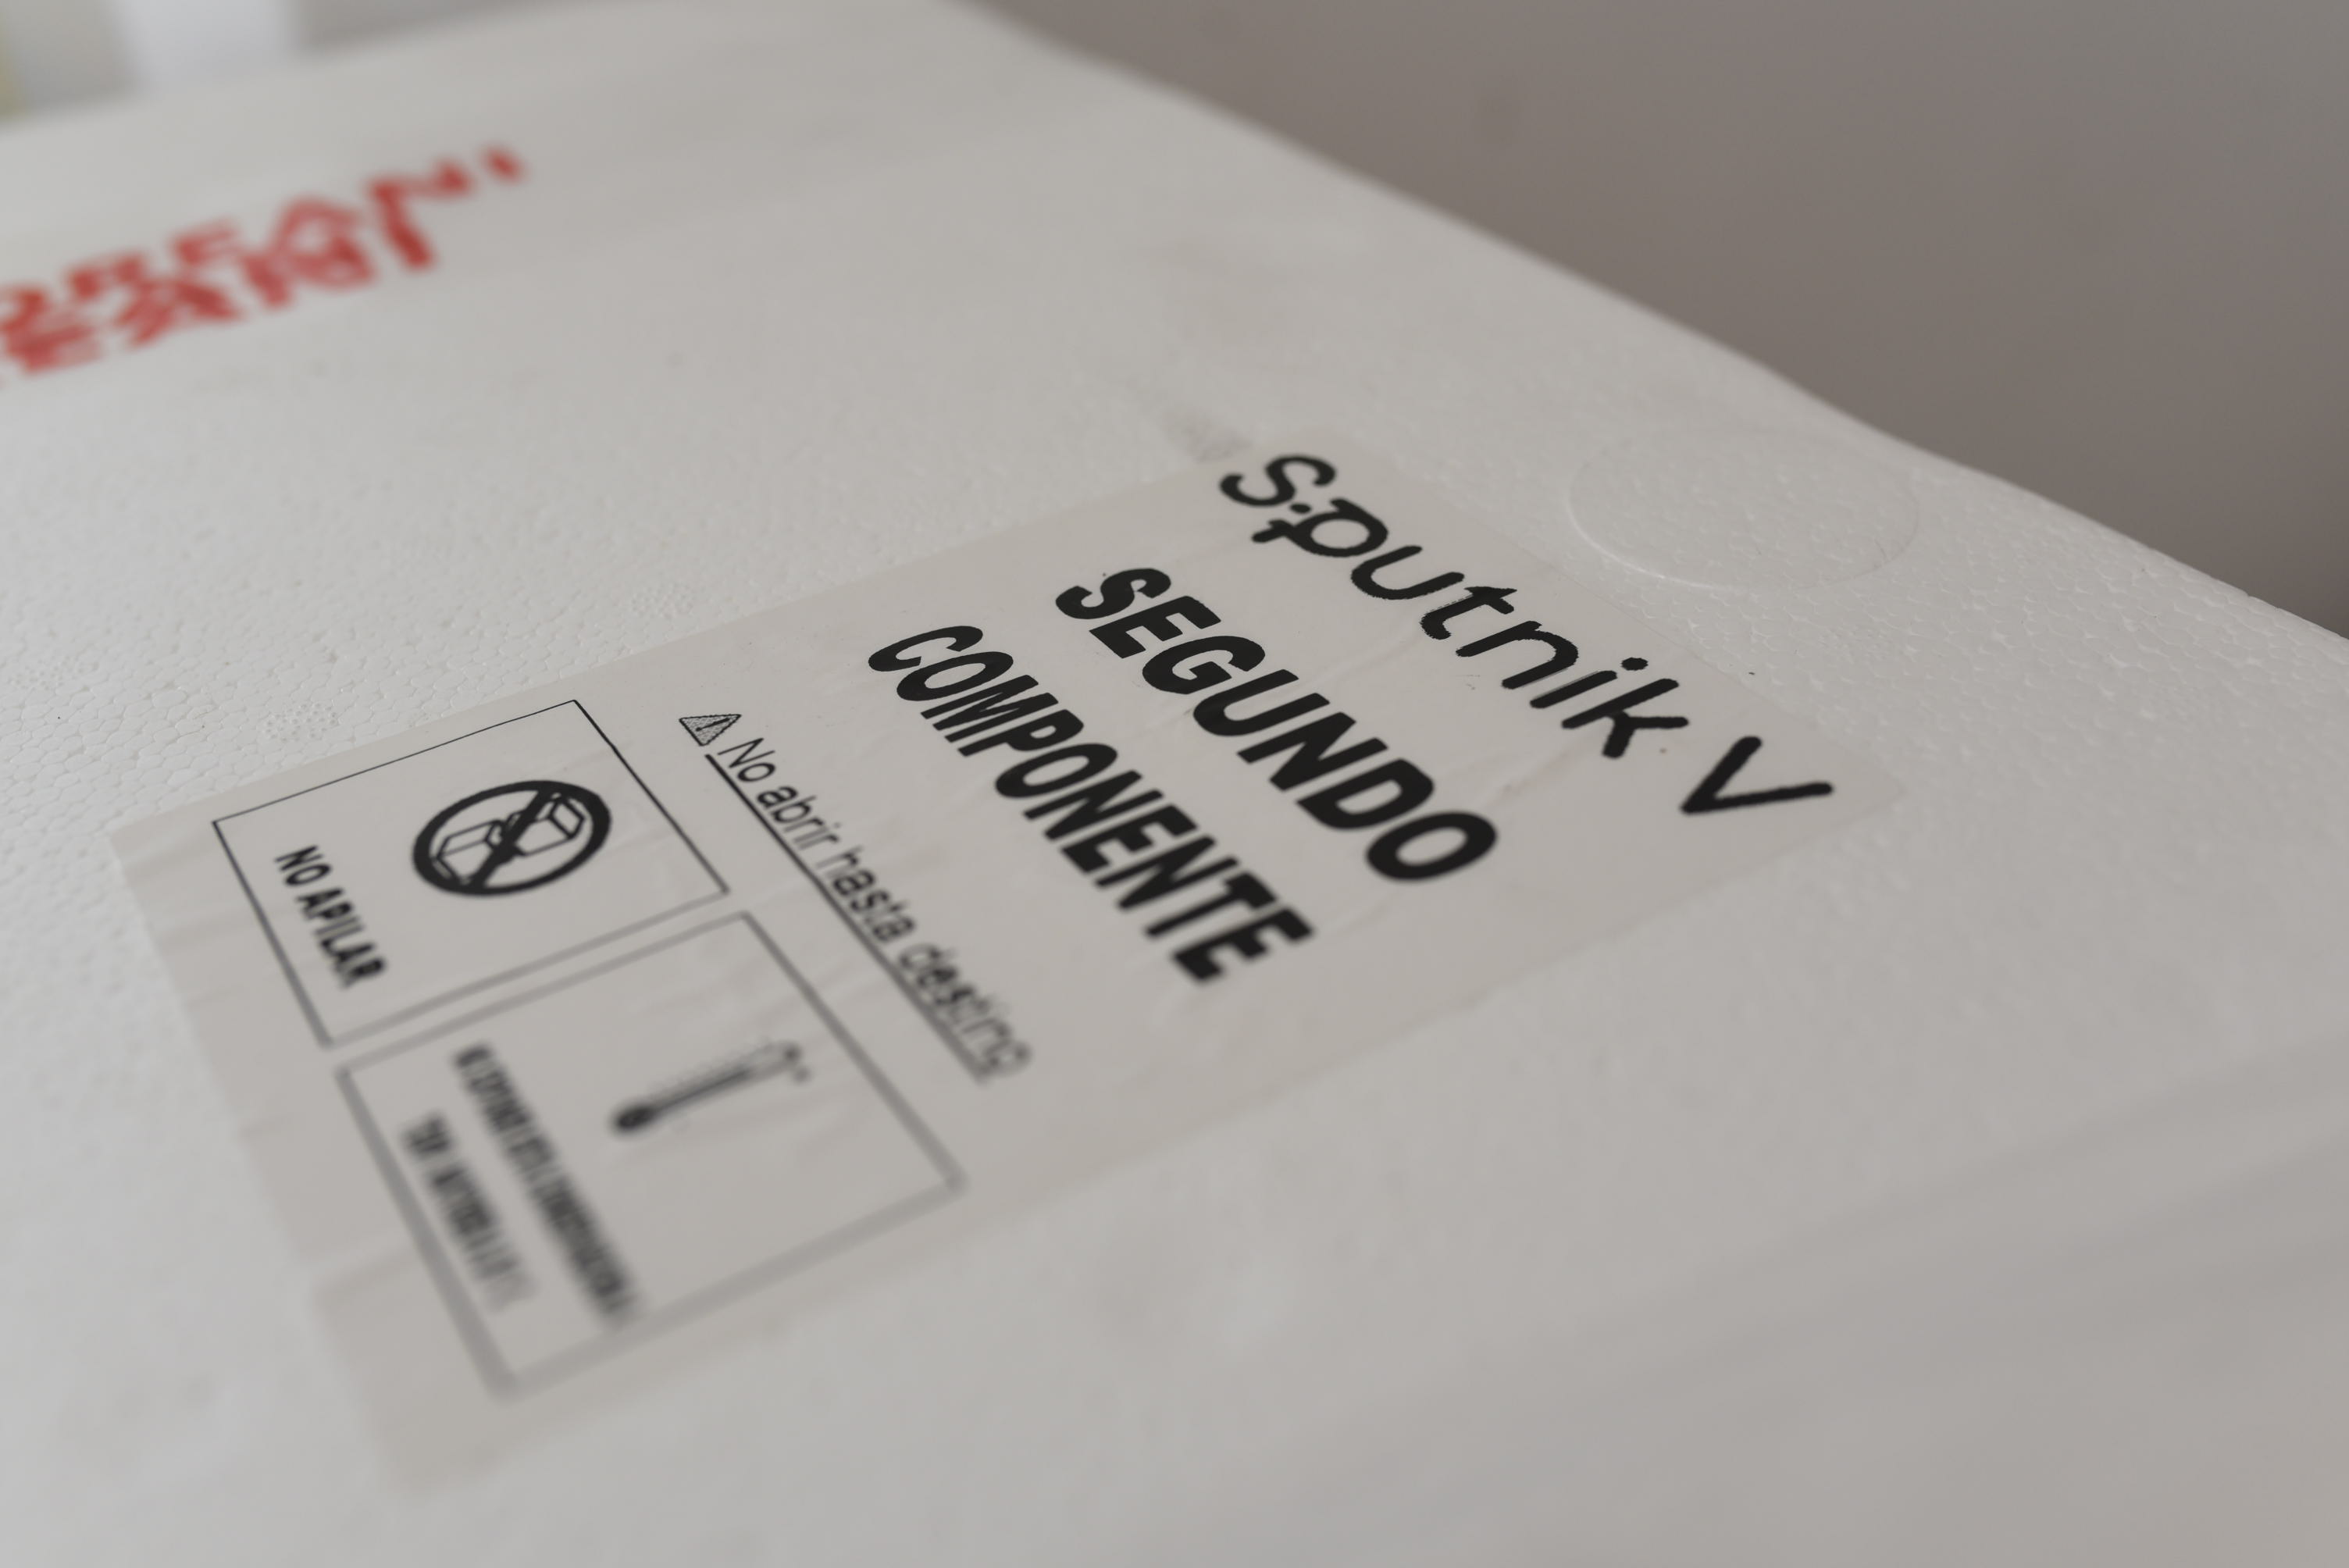 Sputnik V
SEGUNDO
COMPONENTE
No abrir hasta destino
NO APILAR